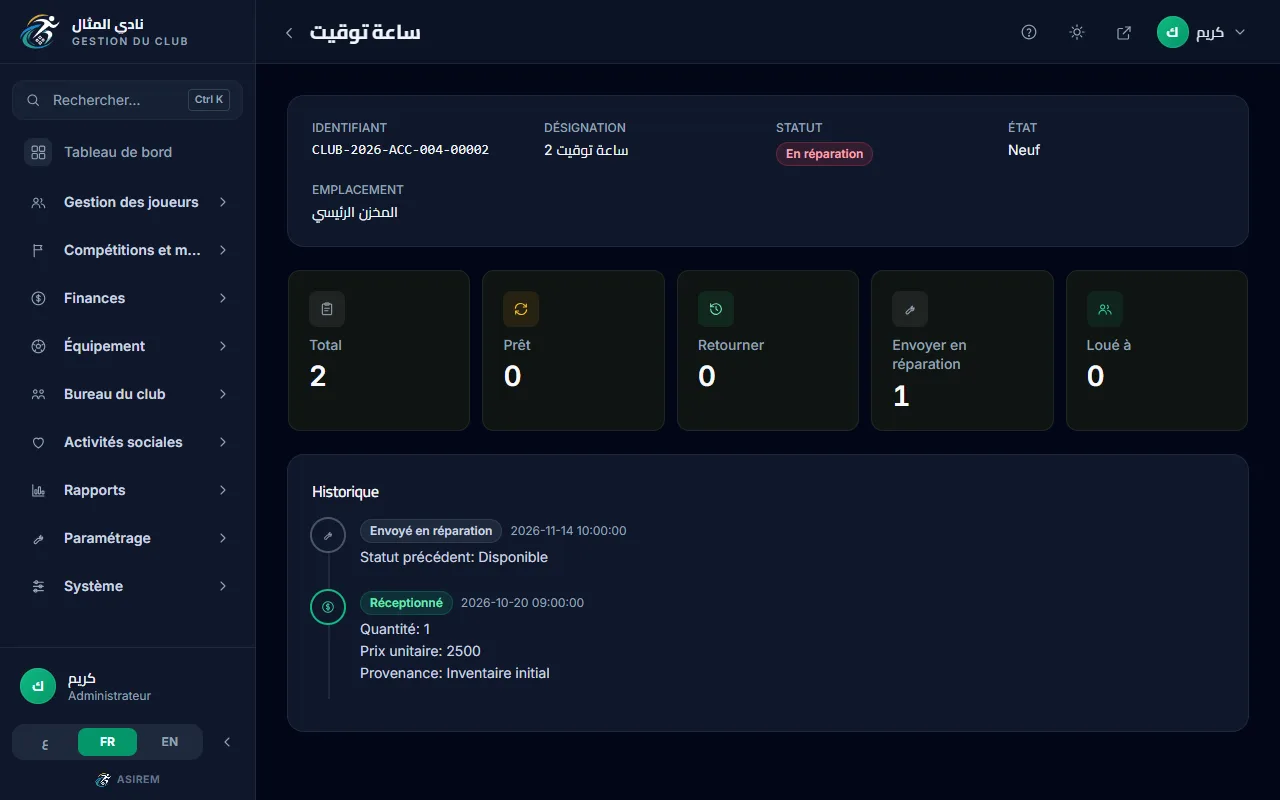 نادي المثال
GESTION DU CLUB
Rechercher...
Ctrl K
Tableau de bord
Gestion des joueurs
Compétitions et m...
Finances
Équipement
Bureau du club
Activités sociales
Rapports
Paramétrage
Système
ك
كريم
Administrateur
ع
FR
EN
ASIREM
ساعة توقيت
ك
كريم
IDENTIFIANT
CLUB-2026-ACC-004-00002
DÉSIGNATION
ساعة توقيت 2
STATUT
En réparation
ÉTAT
Neuf
EMPLACEMENT
المخزن الرئيسي
Total
2
Prêt
0
Retourner
0
Envoyer en
réparation
1
Loué à
0
Historique
Envoyé en réparation 2026-11-14 10:00:00
Statut précédent: Disponible
Réceptionné 2026-10-20 09:00:00
Quantité: 1
Prix unitaire: 2500
Provenance: Inventaire initial